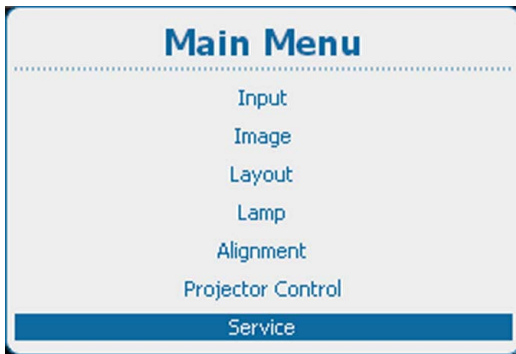 Main Menu
Input
Image
Layout
Lamp
Alignment
Projector Control
Service